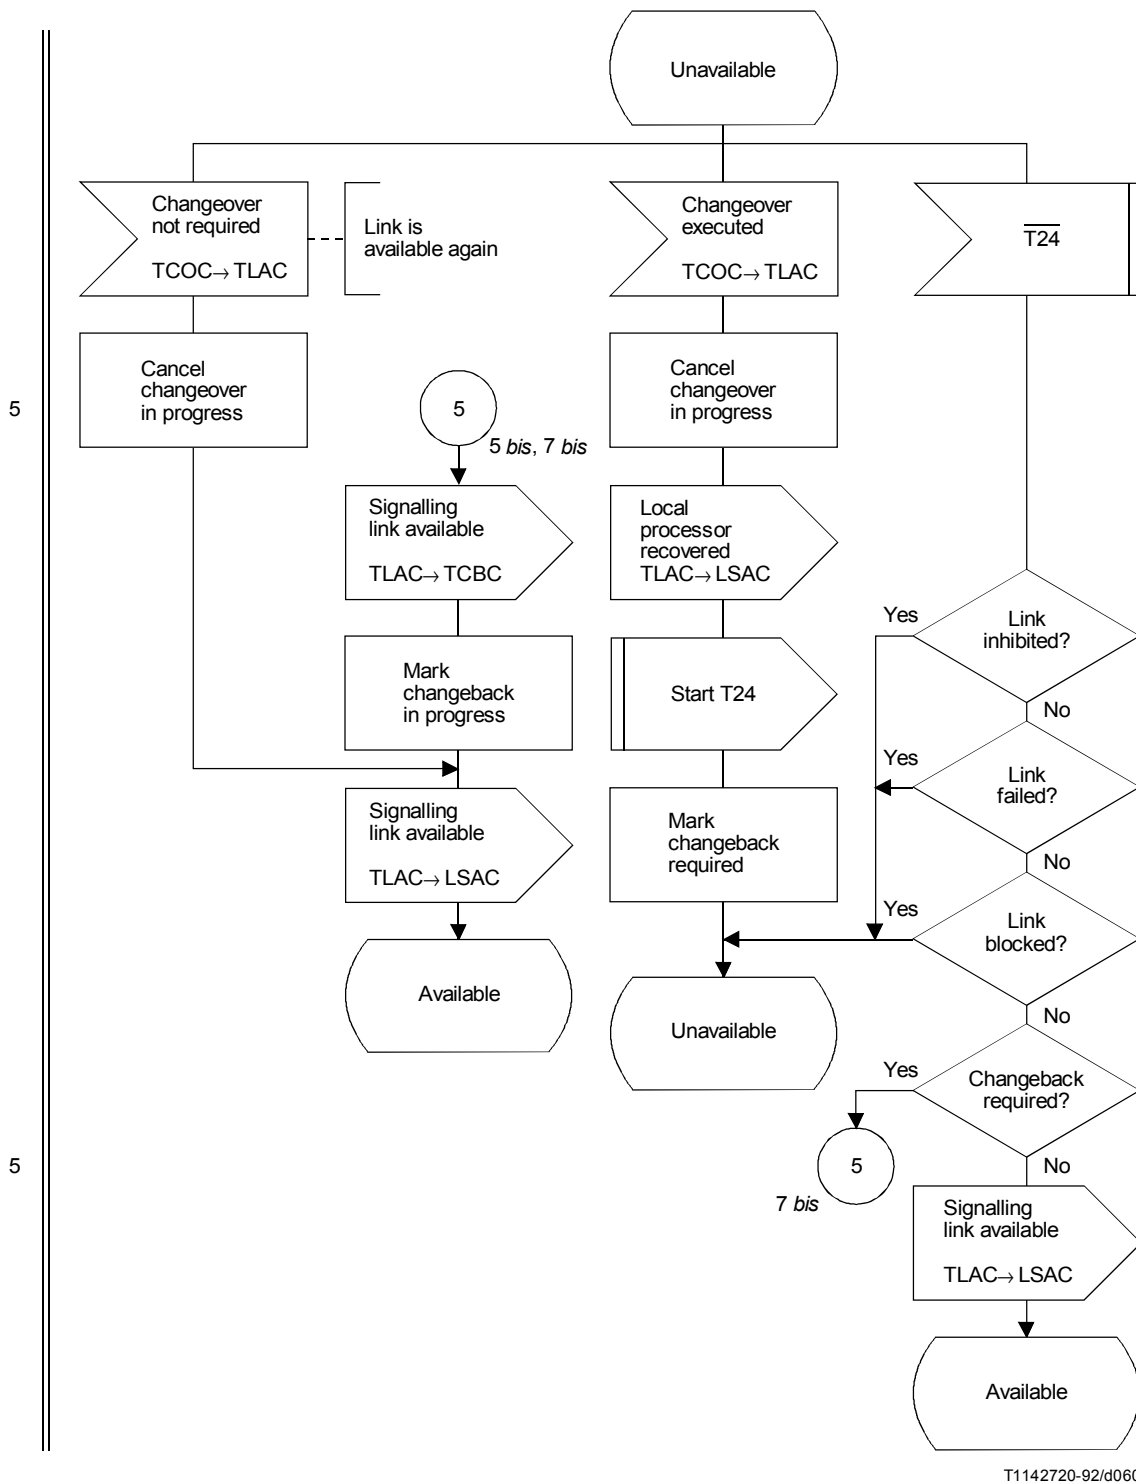 Unavailable
Changeover
not required
TCOC→TLAC
Link is
available again
Changeover
executed
TCOC→TLAC
T24
Cancel
changeover
in progress
5
5
5 bis, 7 bis
Cancel
changeover
in progress
Signalling
link available
TLAC→TCBC
Local
processor
recovered
TLAC→LSAC
Yes
Link
inhibited?
No
Mark
changeback
in progress
Start T24
Yes
Link
failed?
No
Signalling
link available
TLAC→LSAC
Mark
changeback
required
Yes
Link
blocked?
No
Available
Unavailable
Yes
Changeback
required?
No
5
5
7 bis
Signalling
link available
TLAC→LSAC
Available
T1142720-92/d060